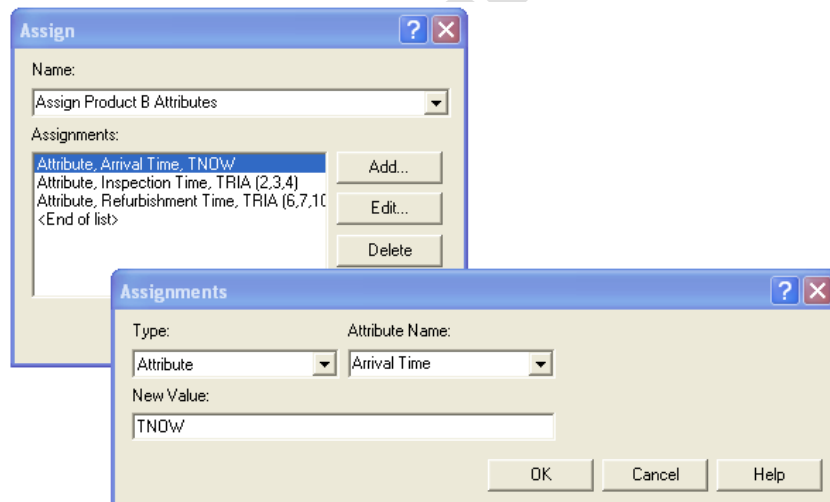 Assign
Name:
Assign Product B Attributes
Assignments:
Attribute, Arrival Time, TNOW
Attribute, Inspection Time, TRIA (2,3,4)
Attribute, Refurbishment Time, TRIA (6,7,10
<End of list>
Add...
Edit...
Delete
Assignments
Type:
Attribute Name:
Attribute
Arrival Time
New Value:
TNOW
OK
Cancel
Help